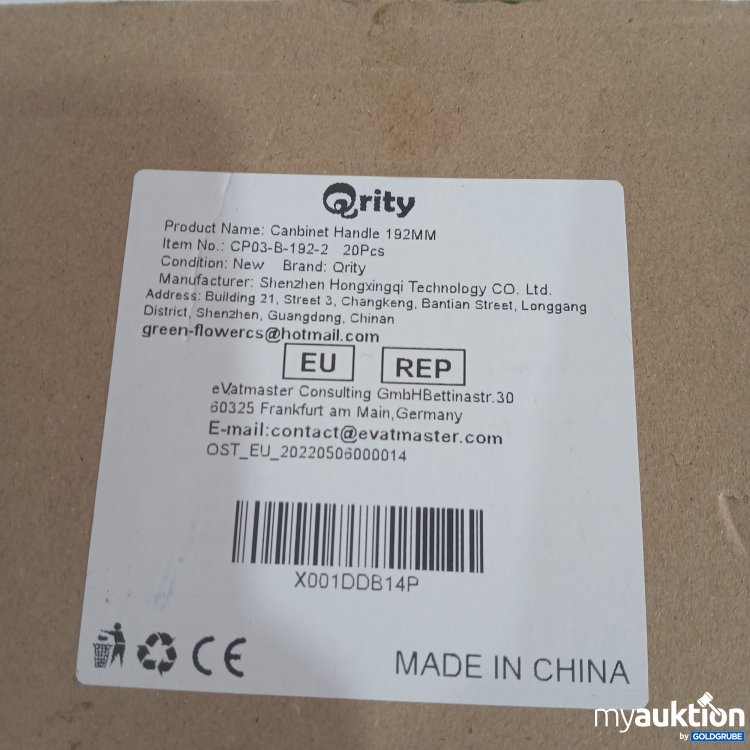 Qrity
Product Name: Canbinet Handle 192MM
Item No.: CP03-B-192-2 20Pcs
Condition: New Brand: Qrity
Manufacturer: Shenzhen Hongxingqi Technology CO. Ltd.
Address: Building 21, Street 3, Changkeng, Bantian Street, Longgang
District, Shenzhen, Guangdong, Chinan
green-flowercs@hotmail.com
EU REP
eVatmaster Consulting GmbHBettinastr.30
60325 Frankfurt am Main,Germany
E-mail:contact@evatmaster.com
OST_EU_20220506000014
X001DDB14P
CE MADE IN CHINA
myauktion
by GOLDGRUBE